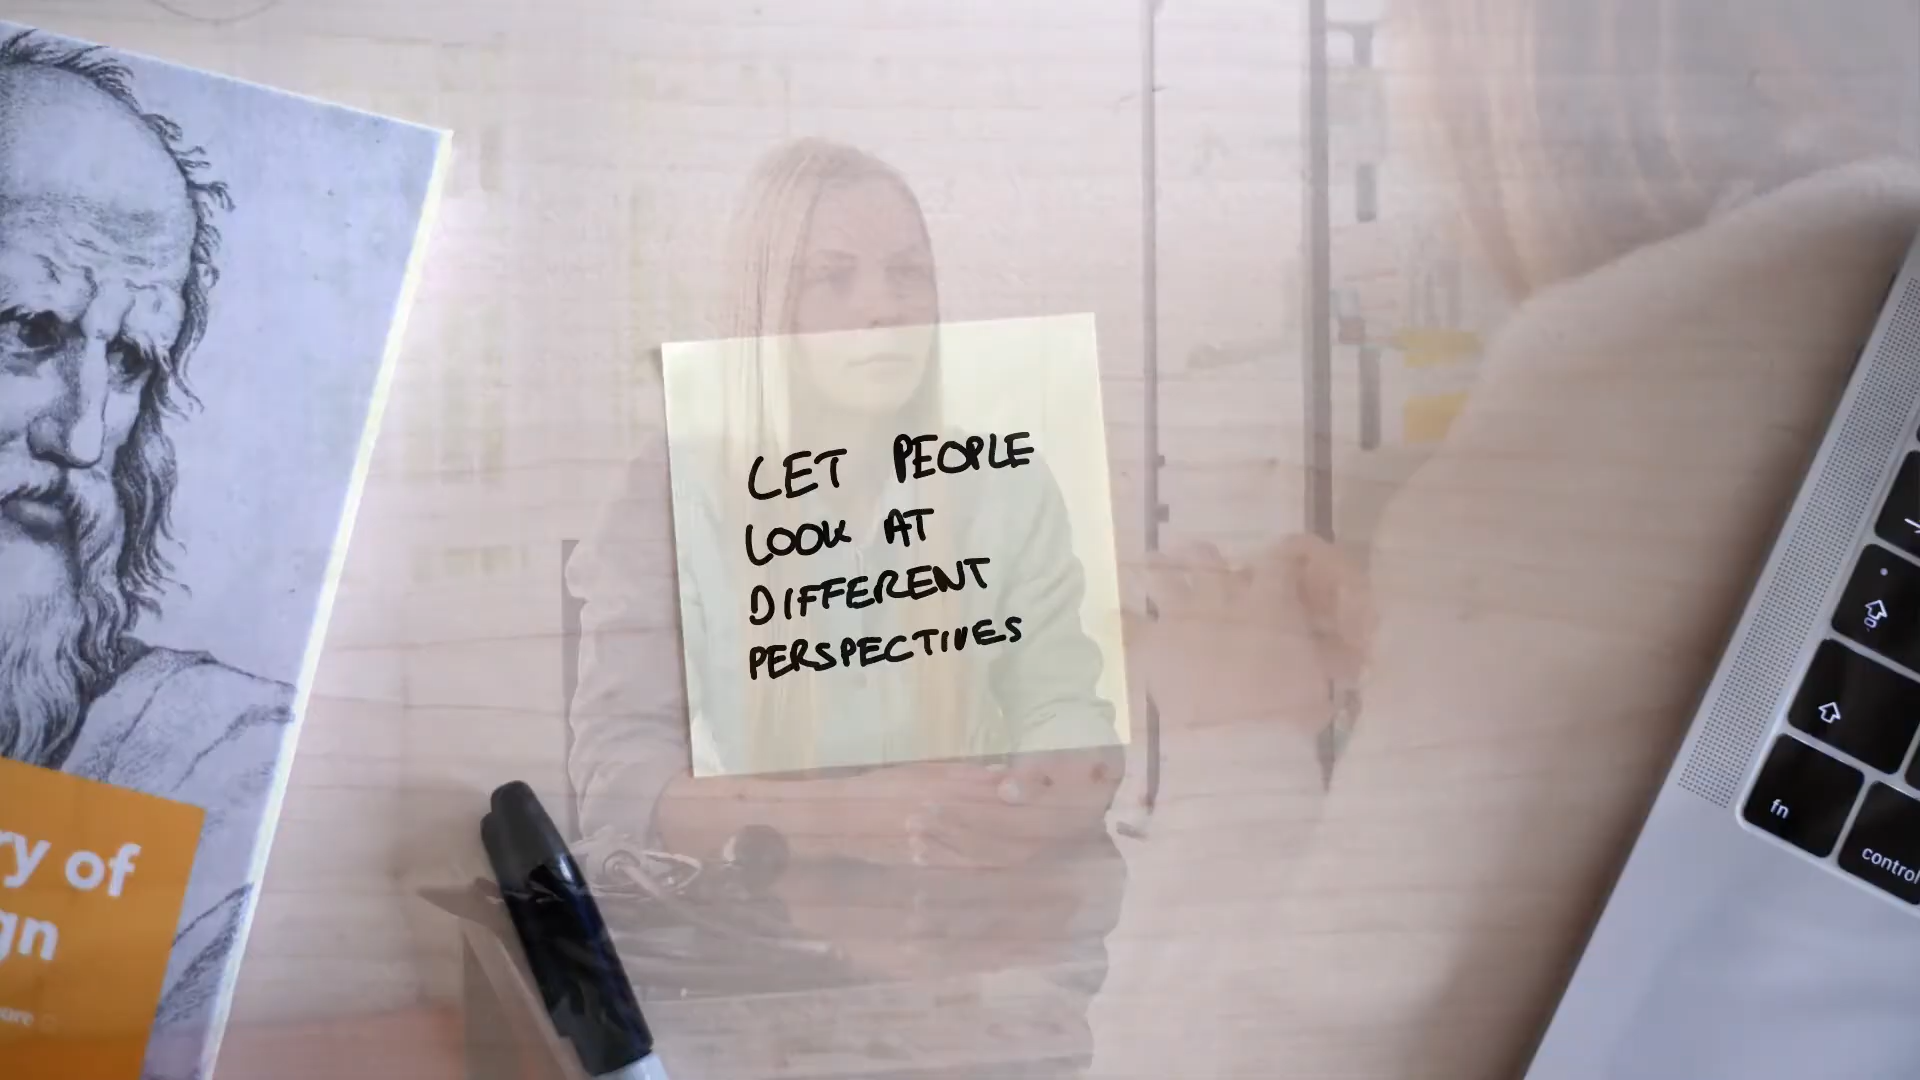 LET PEOPLE
LOOK AT
DIFFERENT
PERSPECTIVES
ry of
gn
fn
control